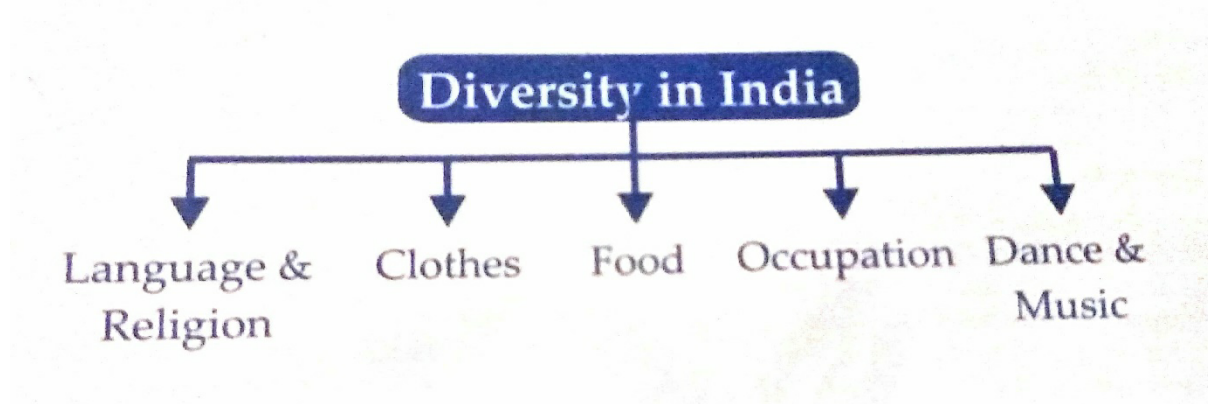 Diversity in India
Language &
Religion
Clothes
Food
Occupation
Dance &
Music